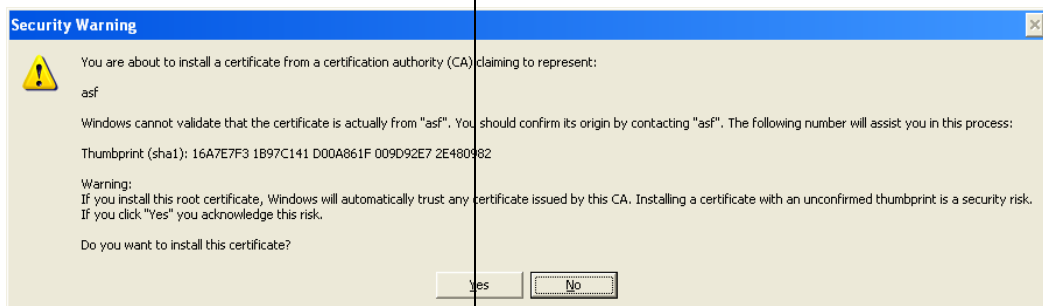 Security Warning
You are about to install a certificate from a certification authority (CA) claiming to represent:
asf
Windows cannot validate that the certificate is actually from "asf". You should confirm its origin by contacting "asf". The following number will assist you in this process:
Thumbprint (sha1): 16A7E7F3 1B97C141 D00A861F 009D92E7 2E480982
Warning:
If you install this root certificate, Windows will automatically trust any certificate issued by this CA. Installing a certificate with an unconfirmed thumbprint is a security risk.
If you click "Yes" you acknowledge this risk.
Do you want to install this certificate?
Yes No